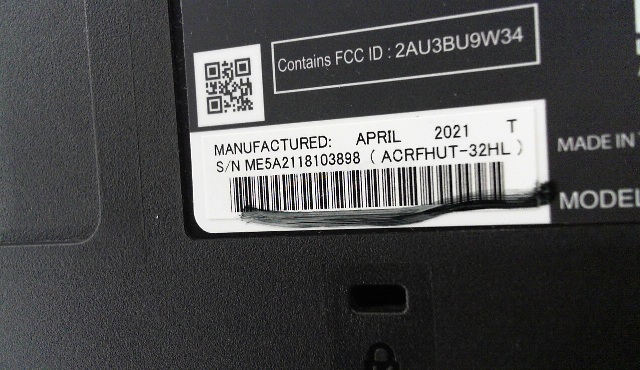 Contains FCC ID : 2AU3BU9W34
MANUFACTURED: APRIL 2021 T
S/N ME5A2118103898 ( ACRFHUT-32HL )
MADE IN
MODEL